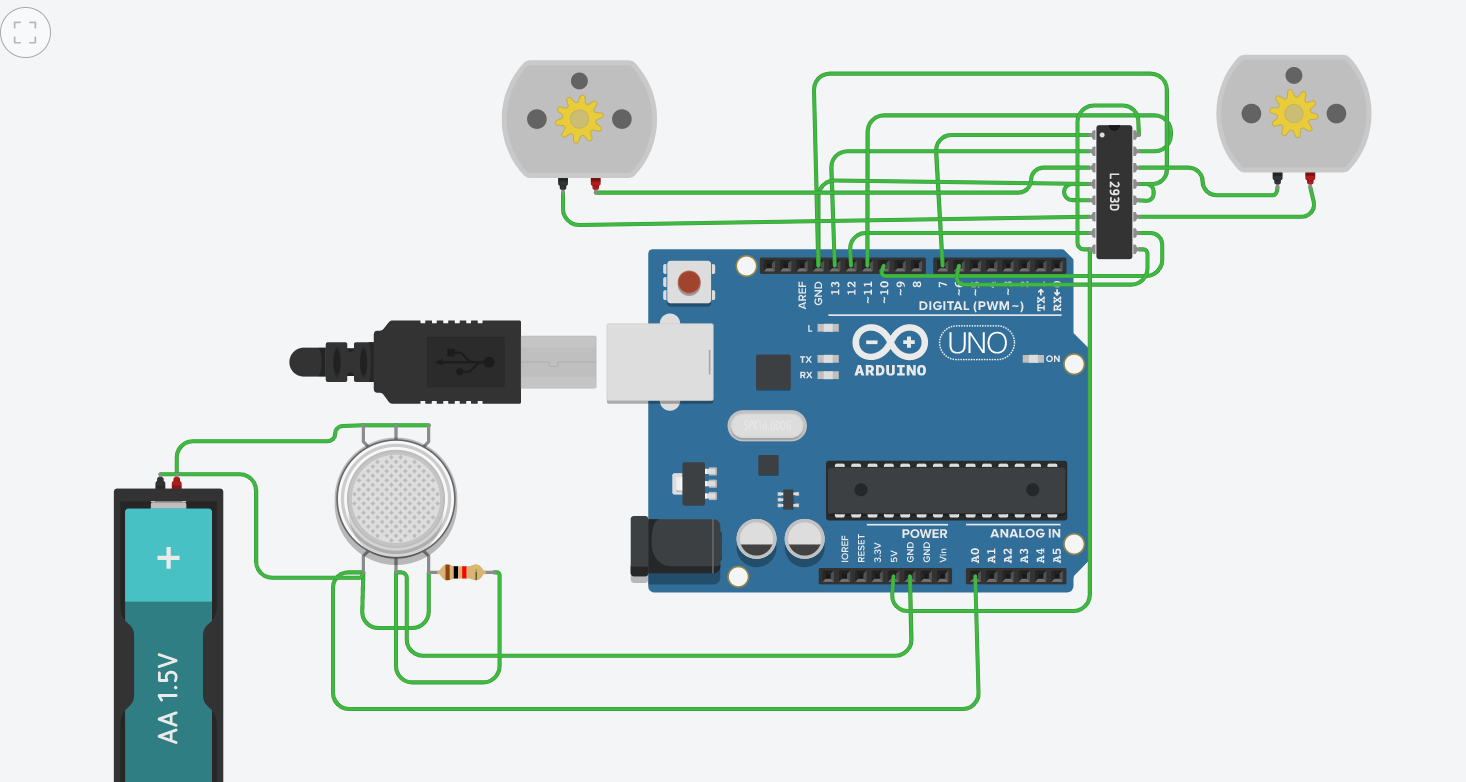 L293D
AREF
GND
13
12
~11
~10
~9
8
7
TX→
RX←0
DIGITAL (PWM~)
L
TX
RX
UNO
ON
ARDUINO
POWER
ANALOG IN
IOREF
RESET
3.3V
5V
GND
GND
Vin
A0
A1
A2
A3
A4
A5
+
AA 1.5V